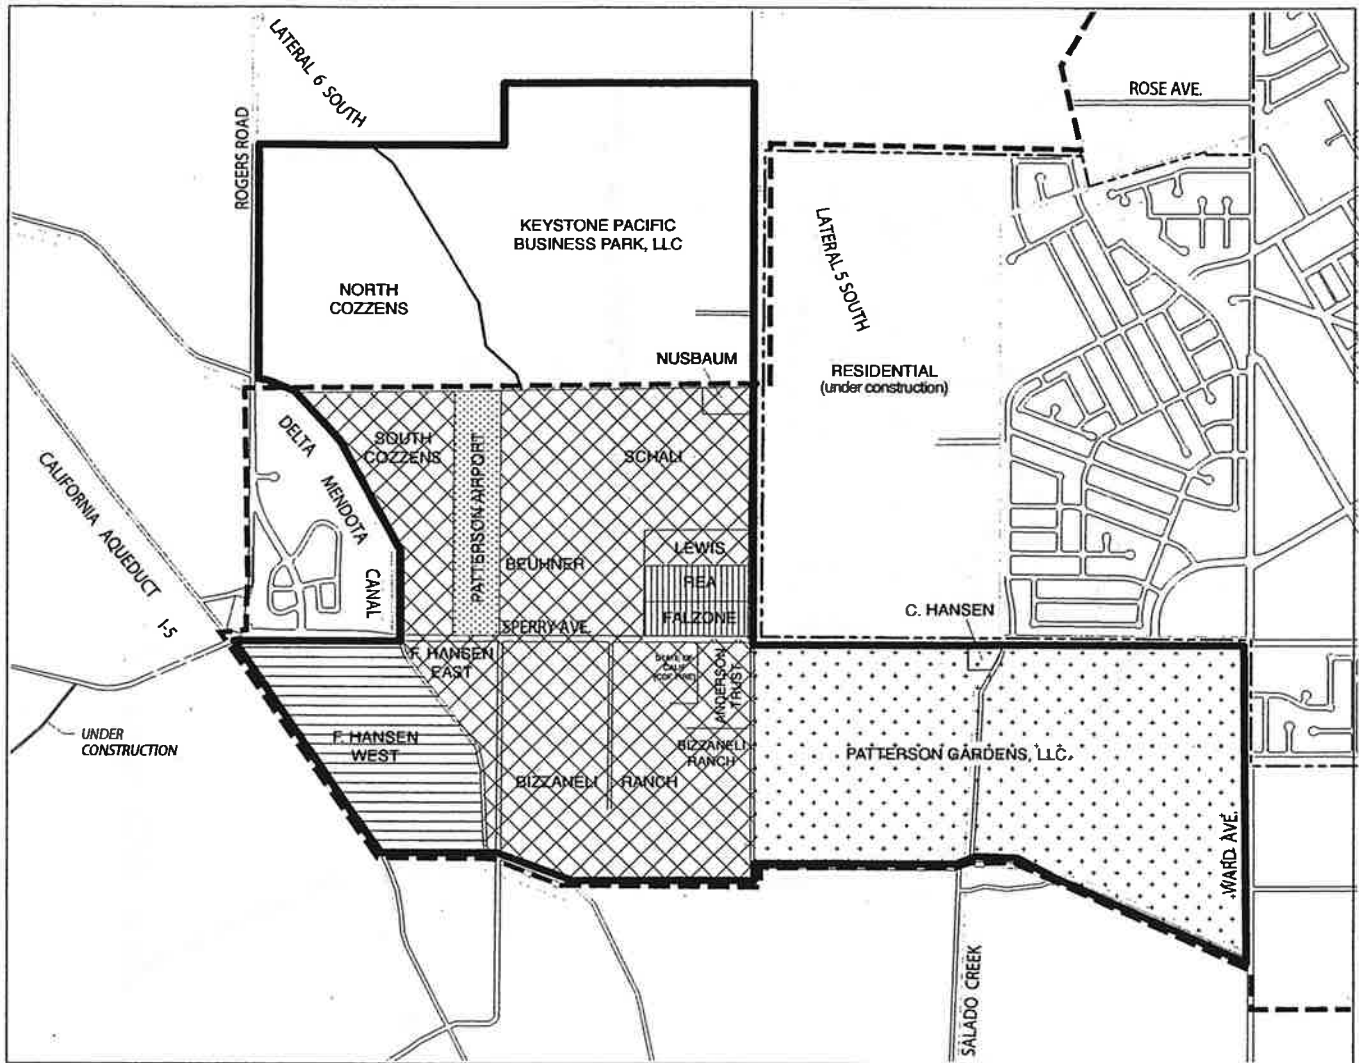 LATERAL 6 SOUTH
ROSE AVE.
ROGERS ROAD
KEYSTONE PACIFIC
BUSINESS PARK, LLC
LATERAL 5 SOUTH
NORTH
COZZENS
NUSBAUM
RESIDENTIAL
(under construction)
DELTA
MENDOTA
CANAL
SOUTH
COZZENS
PATTERSON AIRPORT
SCHALI
CALIFORNIA AQUEDUCT
I-5
LEWIS
BEUHNER
REA
FALZONE
C. HANSEN
SPERRY AVE.
F. HANSEN
EAST
STATE OF
CALIF
ANDERSON
TRUST
UNDER
CONSTRUCTION
F. HANSEN
WEST
BIZZANELI
RANCH
PATTERSON GARDENS, LLC.
BIZZANELI RANCH
WARD AVE.
SALADO CREEK